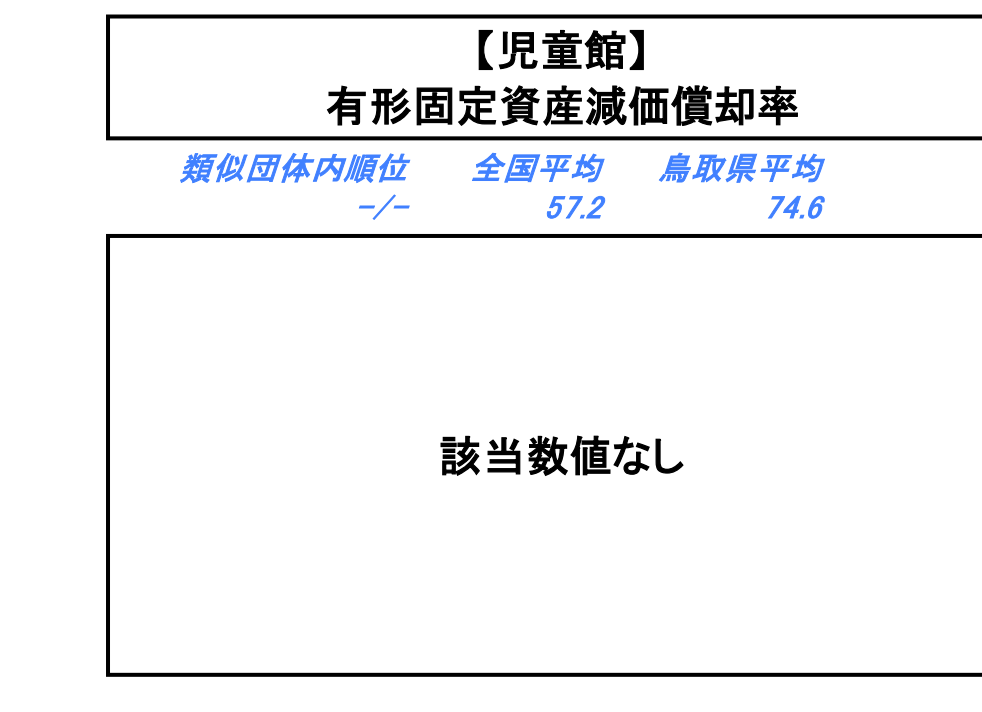 【児童館】
有形固定資産減価償却率
類似団体内順位 全国平均 鳥取県平均
-/- 57.2 74.6
該当数値なし